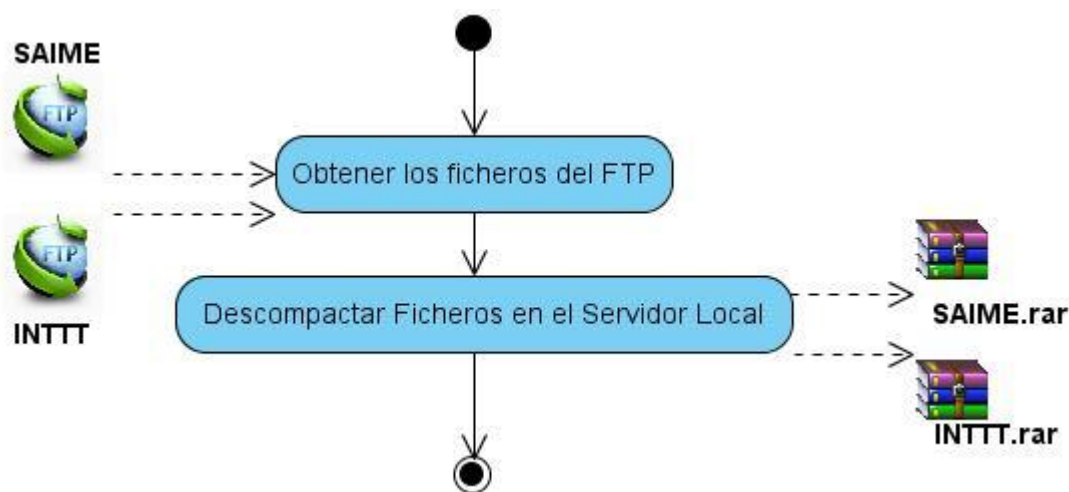 SAIME
FTP
Obtener los ficheros del FTP
FTP
INTTT
Descompactar Ficheros en el Servidor Local
SAIME.rar
INTTT.rar